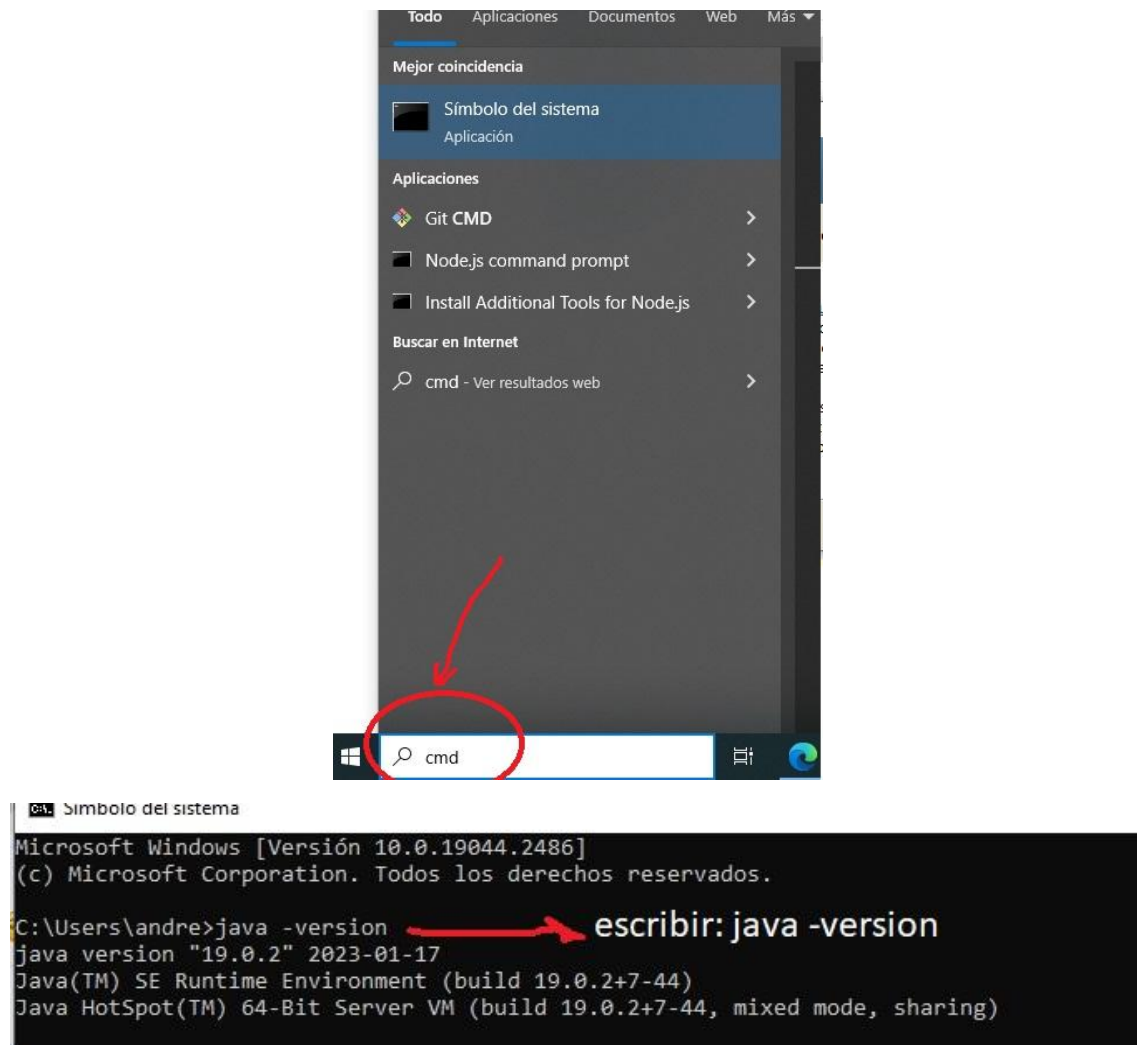 Todo Aplicaciones Documentos Web Más
Mejor coincidencia
Símbolo del sistema
Aplicación
Aplicaciones
Git CMD
Node.js command prompt
Install Additional Tools for Node.js
Buscar en Internet
cmd - Ver resultados web
cmd
Símbolo del sistema
Microsoft Windows [Versión 10.0.19044.2486]
(c) Microsoft Corporation. Todos los derechos reservados.
C:\Users\andre>java -version escribir: java -version
java version "19.0.2" 2023-01-17
Java(TM) SE Runtime Environment (build 19.0.2+7-44)
Java HotSpot(TM) 64-Bit Server VM (build 19.0.2+7-44, mixed mode, sharing)